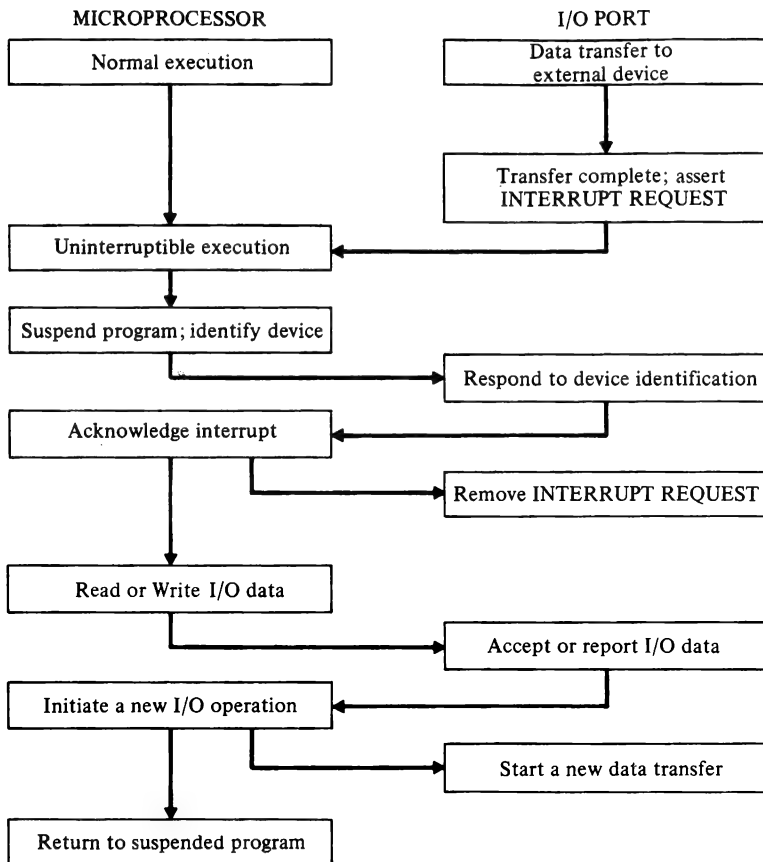 MICROPROCESSOR
I/O PORT
Normal execution
Data transfer to
external device
Transfer complete; assert
INTERRUPT REQUEST
Uninterruptible execution
Suspend program; identify device
Respond to device identification
Acknowledge interrupt
Remove INTERRUPT REQUEST
Read or Write I/O data
Accept or report I/O data
Initiate a new I/O operation
Start a new data transfer
Return to suspended program